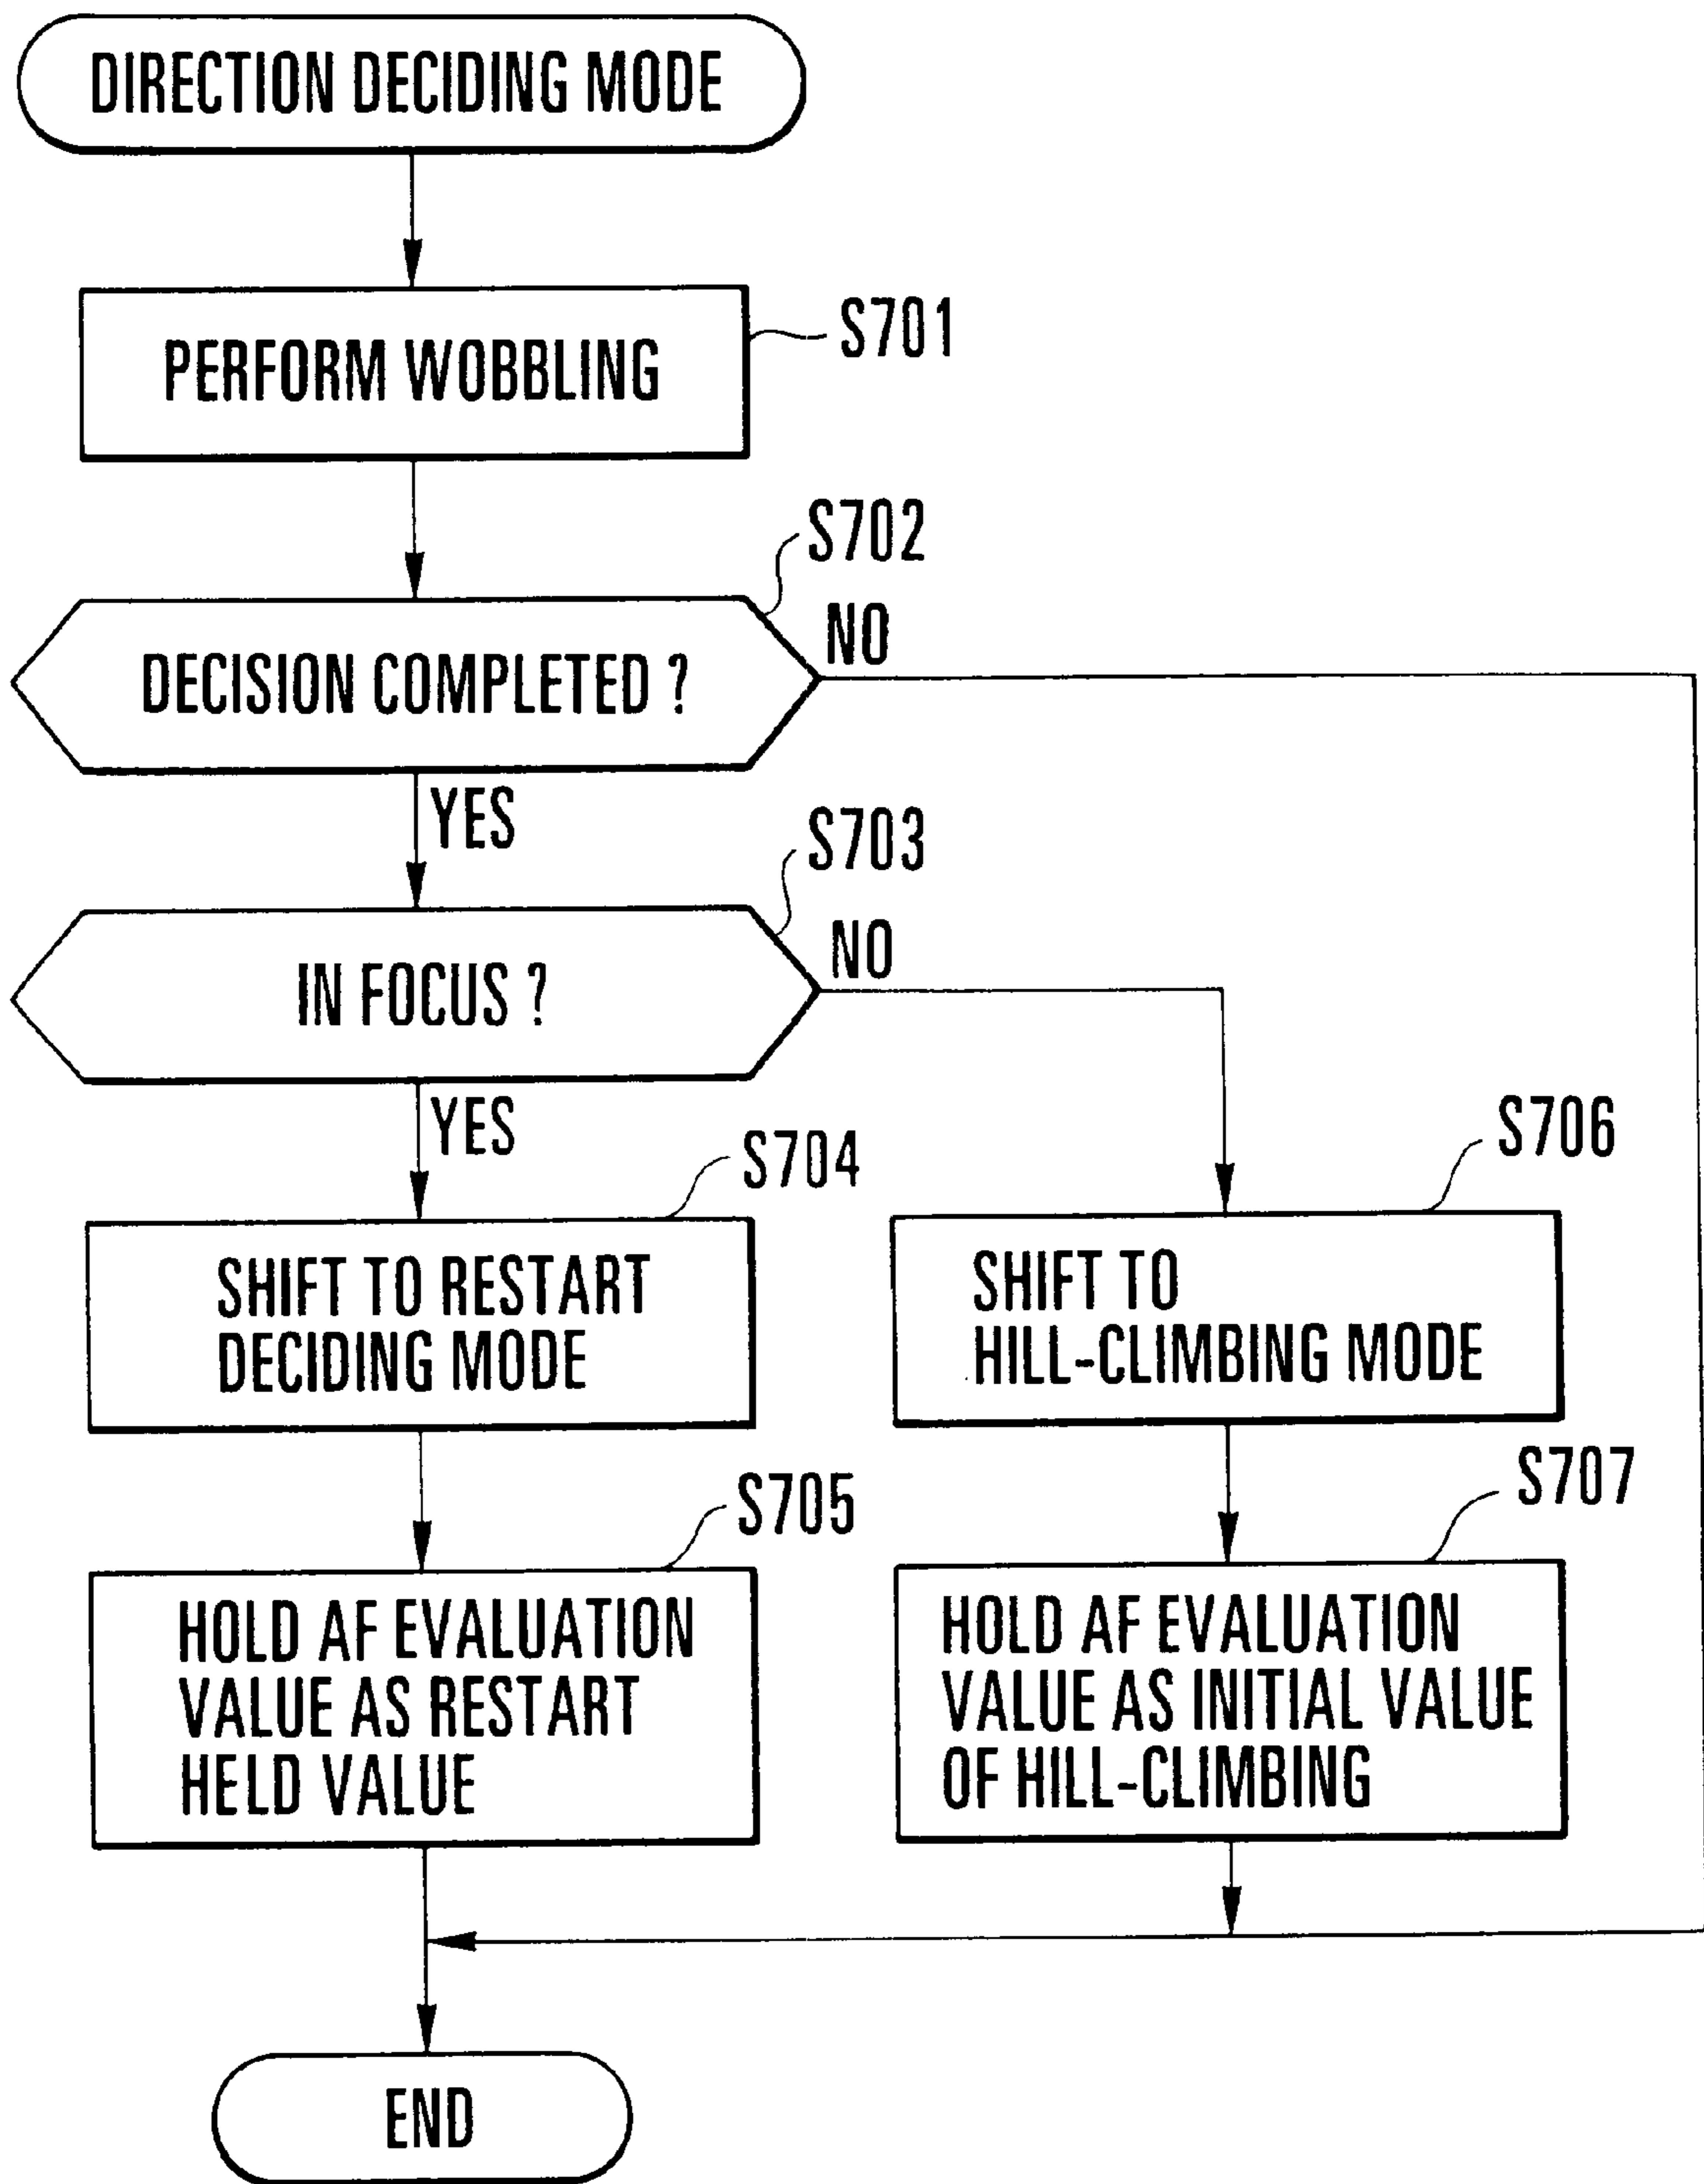 DIRECTION DECIDING MODE
PERFORM WOBBLING
S701
S702
DECISION COMPLETED ?
NO
YES
S703
IN FOCUS ?
NO
YES
S704
SHIFT TO RESTART
DECIDING MODE
S706
SHIFT TO
HILL-CLIMBING MODE
S705
HOLD AF EVALUATION
VALUE AS RESTART
HELD VALUE
S707
HOLD AF EVALUATION
VALUE AS INITIAL VALUE
OF HILL-CLIMBING
END